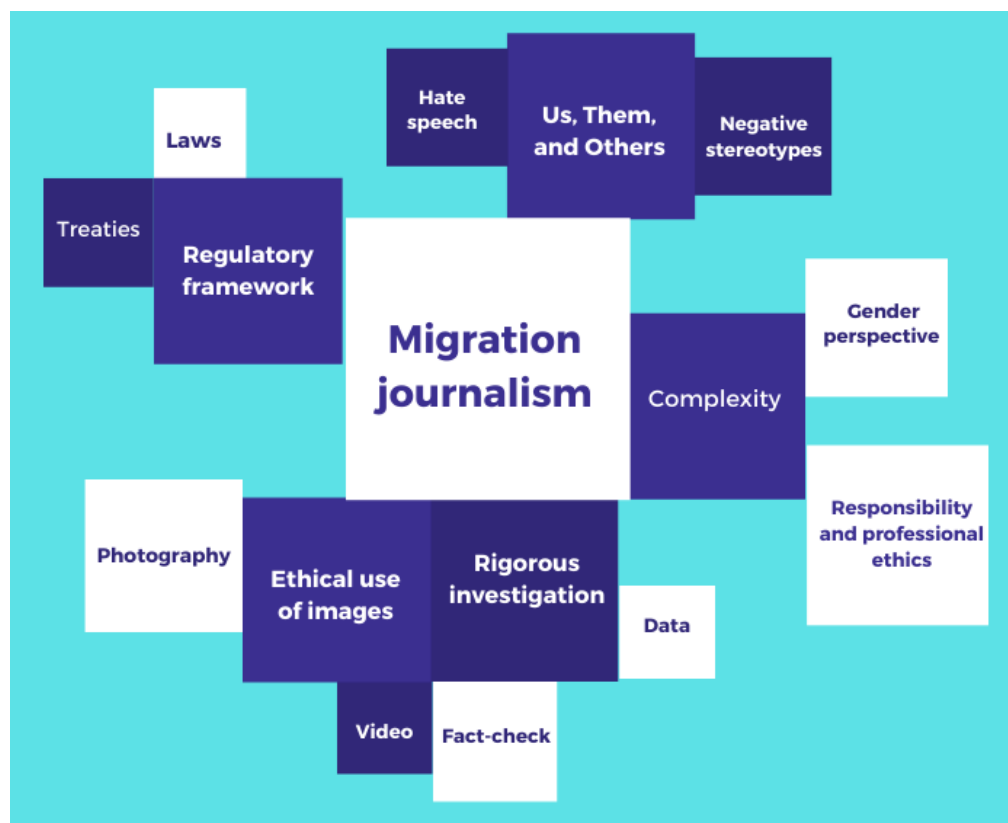 Hate
speech
Us, Them,
and Others
Negative
stereotypes
Laws
Treaties
Regulatory
framework
Migration
journalism
Gender
perspective
Complexity
Responsibility
and professional
ethics
Photography
Ethical use
of images
Rigorous
investigation
Data
Video
Fact-check